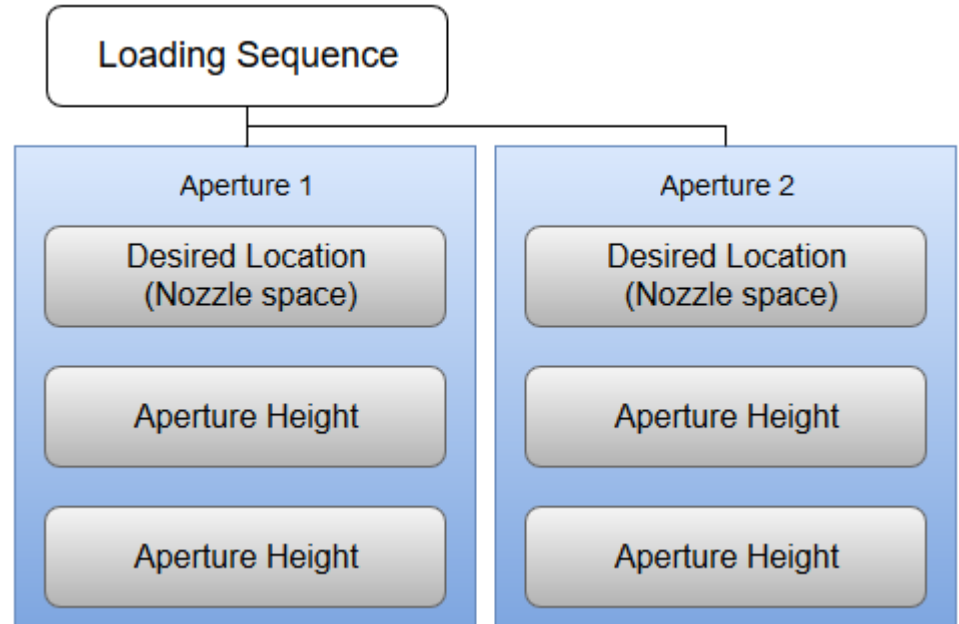 Loading Sequence
Aperture 1
Desired Location
(Nozzle space)
Aperture Height
Aperture Height
Aperture 2
Desired Location
(Nozzle space)
Aperture Height
Aperture Height